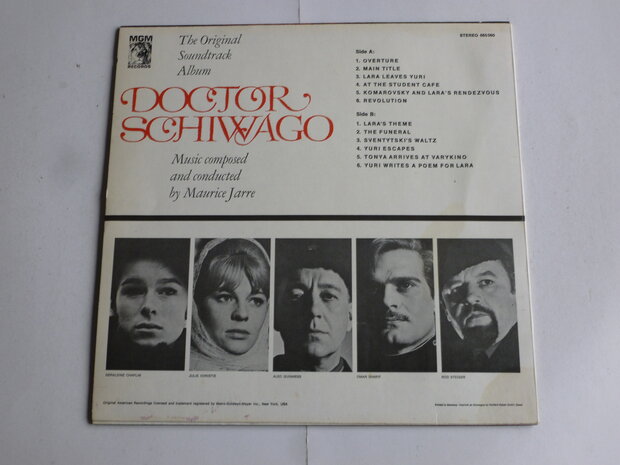 MGM
RECORDS
The Original
Soundtrack
Album
DOCTOR
SCHIWAGO
Music composed
and conducted
by Maurice Jarre
STEREO 665360
Side A:
1. OVERTURE
2. MAIN TITLE
3. LARA LEAVES YURI
4. AT THE STUDENT CAFE
5. KOMAROVSKY AND LARA'S RENDEZVOUS
6. REVOLUTION
Side B:
1. LARA'S THEME
2. THE FUNERAL
3. SVENTYTSKI'S WALTZ
4. YURI ESCAPES
5. TONYA ARRIVES AT VARYKINO
6. YURI WRITES A POEM FOR LARA
GERALDINE CHAPLIN
JULIE CHRISTIE
ALEC GUINNESS
OMAR SHARIF
ROD STEIGER
Original American Recordings licenced and trademark registered by Metro-Goldwyn-Mayer Inc., New York, USA